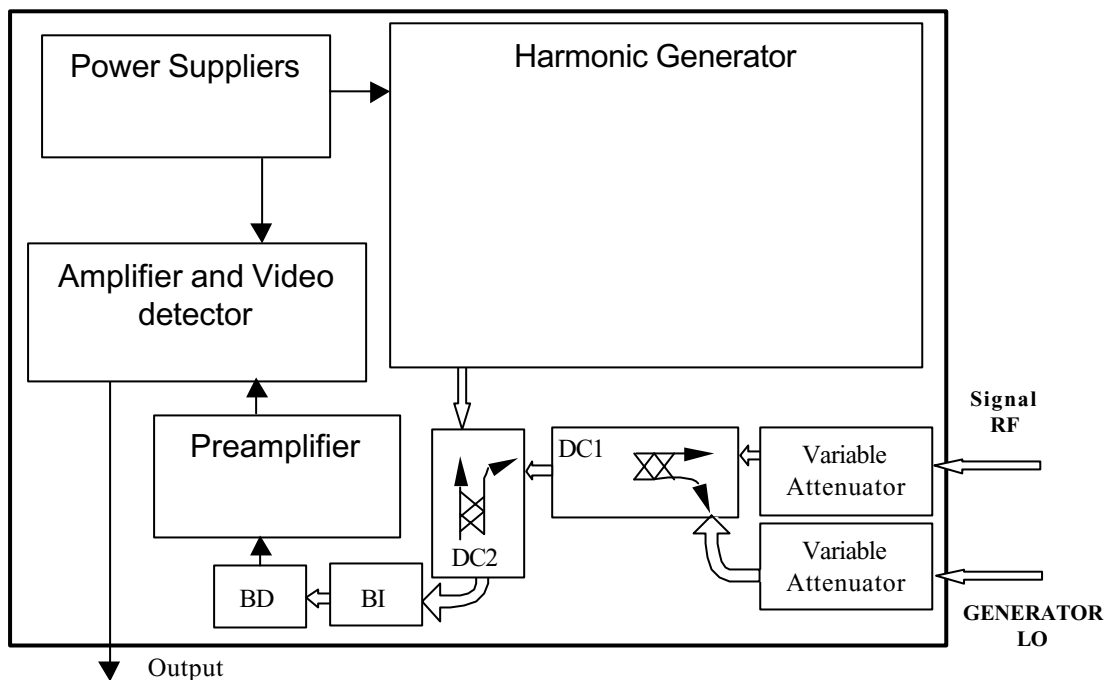 Power Suppliers
Harmonic Generator
Amplifier and Video
detector
Preamplifier
DC1
DC2
Variable
Attenuator
Signal
RF
Variable
Attenuator
BD
BI
GENERATOR
LO
Output